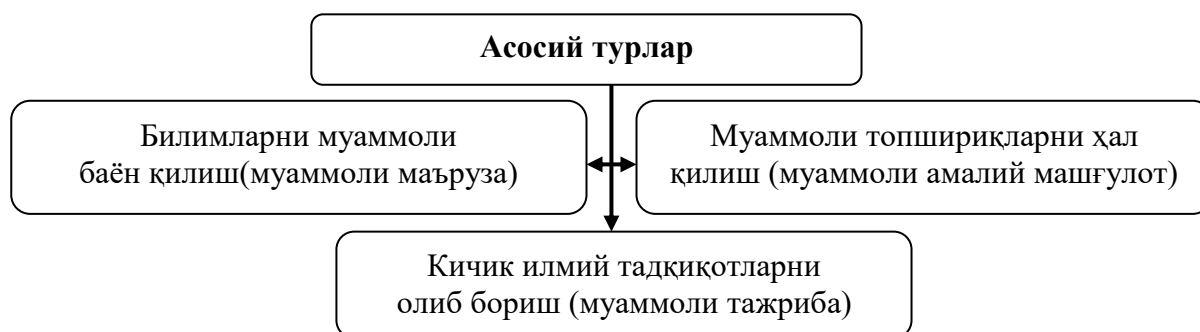 Асосий турлар
Билимларни муаммоли
баён қилиш(муаммоли маъруза)
Муаммоли топшириқларни ҳал
қилиш (муаммоли амалий машғулот)
Кичик илмий тадқиқотларни
олиб бориш (муаммоли тажриба)